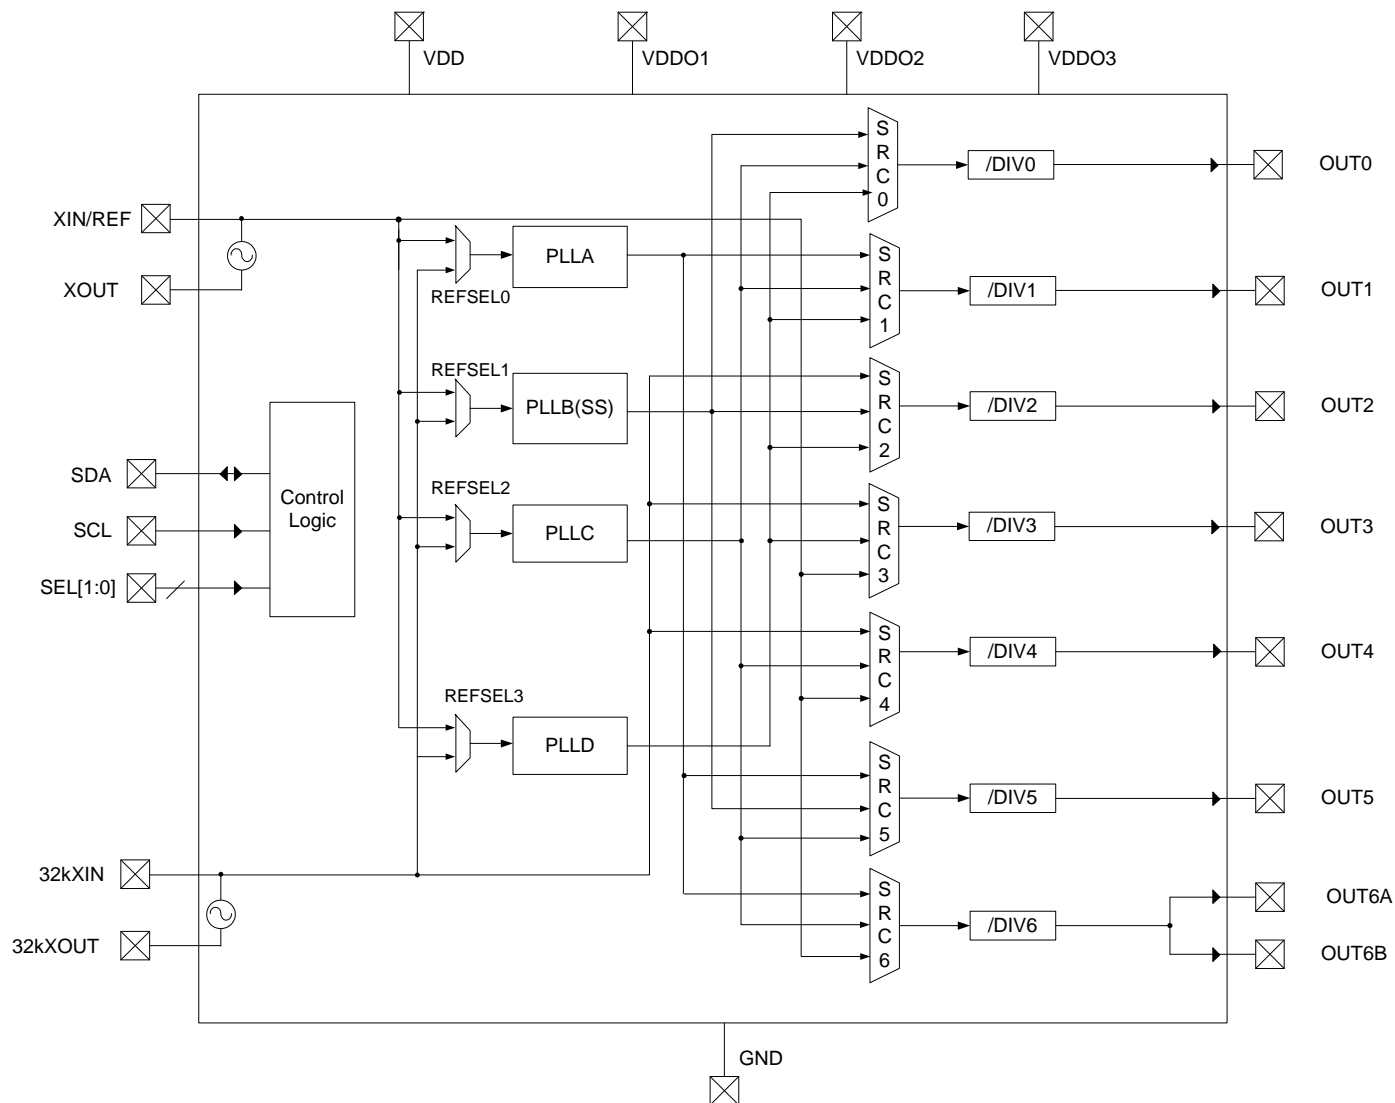 VDD
VDDO1
VDDO2
VDDO3
XIN/REF
XOUT
SDA
SCL
SEL[1:0]
32kXIN
32kXOUT
Control
Logic
REFSEL0
PLLA
REFSEL1
PLLB(SS)
REFSEL2
PLLC
REFSEL3
PLLD
S
R
C
0
/DIV0
OUT0
S
R
C
1
/DIV1
OUT1
S
R
C
2
/DIV2
OUT2
S
R
C
3
/DIV3
OUT3
S
R
C
4
/DIV4
OUT4
S
R
C
5
/DIV5
OUT5
S
R
C
6
/DIV6
OUT6A
OUT6B
GND